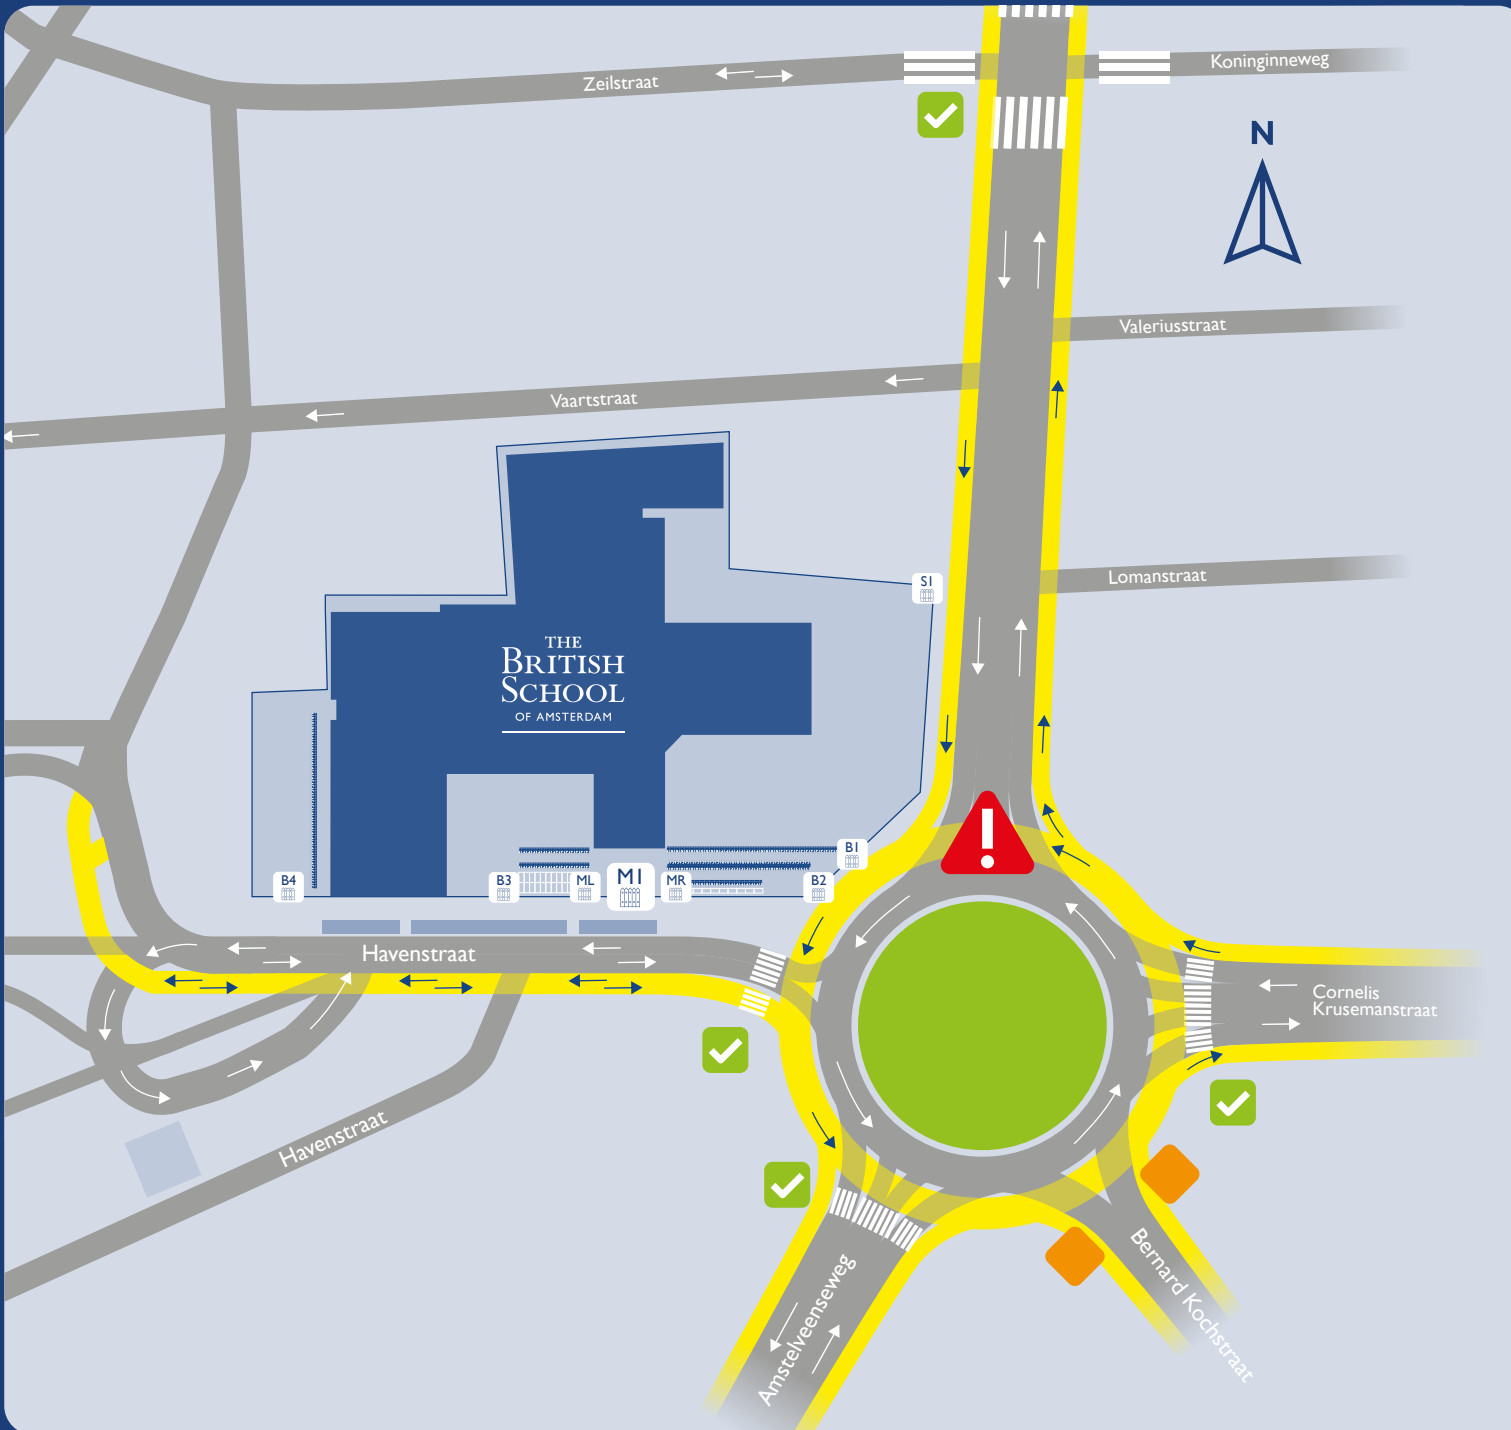 Koninginneweg
Zeilstraat
N
Valeriusstraat
Vaartstraat
Lomanstraat
S1
THE
BRITISH
SCHOOL
OF AMSTERDAM
B1
B4
B3
ML
M1
MR
B2
Havenstraat
Cornelis
Krusemanstraat
Havenstraat
Amstelveenseweg
Bernard Kochstraat